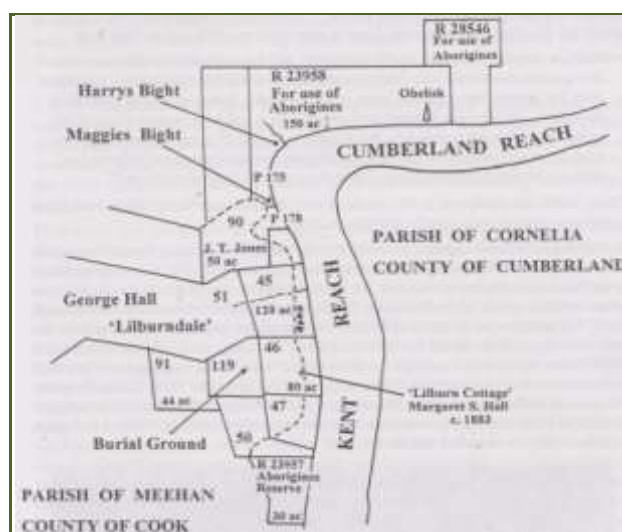 R 28546
For use of
Aborigines
R 23958
For use of
Aborigines
150 ac
Obelisk
Harrys Bight
Maggies Bight
CUMBERLAND REACH
P 175
P 178
90
J. T. Jones
50 ac
PARISH OF CORNELIA
COUNTY OF CUMBERLAND
45
51
120 ac
Road
George Hall
'Lilburndale'
REACH
46
91
119
80 ac
44 ac
47
'Lilburn Cottage'
Margaret S. Hall
c. 1883
KENT
Burial Ground
50
R 23957
Aborigines
Reserve
30 ac
PARISH OF MEEHAN
COUNTY OF COOK